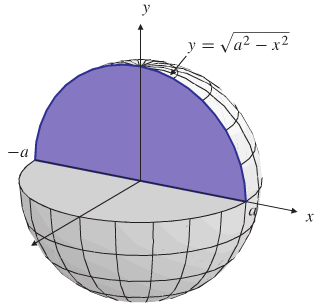 y
y = √(a² − x²)
−a
a
x